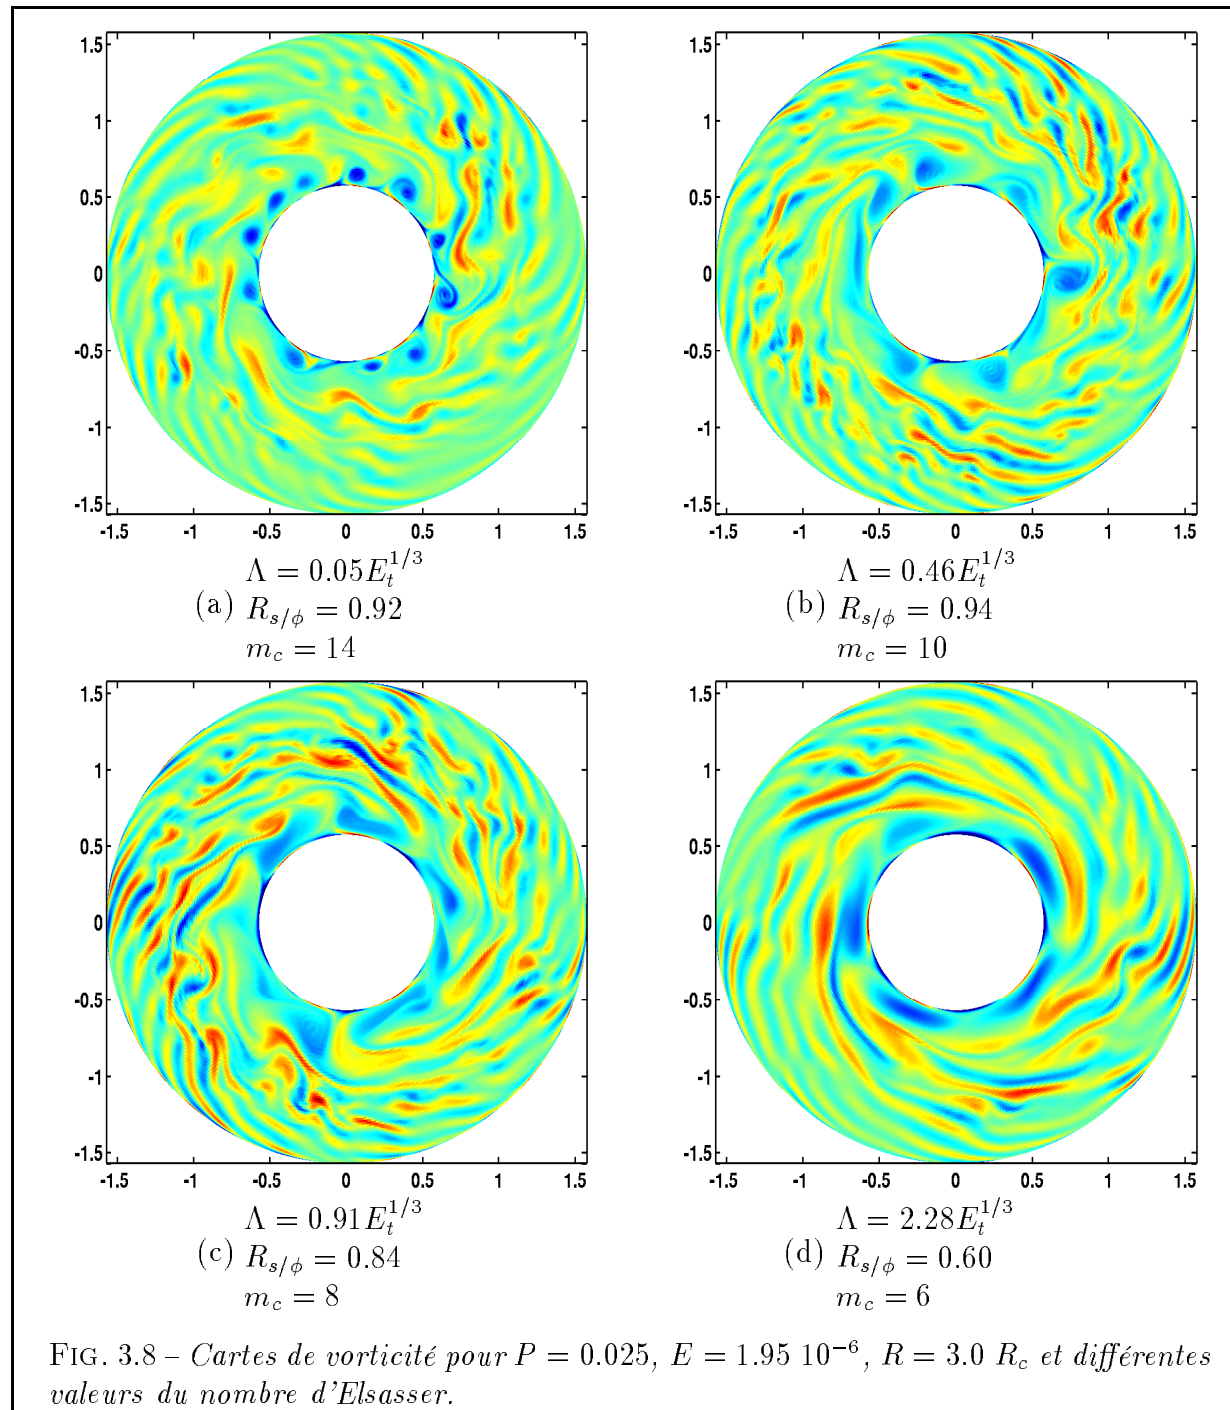 1.5
1
0.5
0
-0.5
-1
-1.5
-1.5 -1 -0.5 0 0.5 1 1.5
Λ = 0.05E_t^{1/3}
(a) R_{s/ϕ} = 0.92
m_c = 14
1.5
1
0.5
0
-0.5
-1
-1.5
-1.5 -1 -0.5 0 0.5 1 1.5
Λ = 0.46E_t^{1/3}
(b) R_{s/ϕ} = 0.94
m_c = 10
1.5
1
0.5
0
-0.5
-1
-1.5
-1.5 -1 -0.5 0 0.5 1 1.5
Λ = 0.91E_t^{1/3}
(c) R_{s/ϕ} = 0.84
m_c = 8
1.5
1
0.5
0
-0.5
-1
-1.5
-1.5 -1 -0.5 0 0.5 1 1.5
Λ = 2.28E_t^{1/3}
(d) R_{s/ϕ} = 0.60
m_c = 6
FIG. 3.8 – Cartes de vorticité pour P = 0.025, E = 1.95 10^{−6}, R = 3.0 R_c et différentes
valeurs du nombre d'Elsasser.